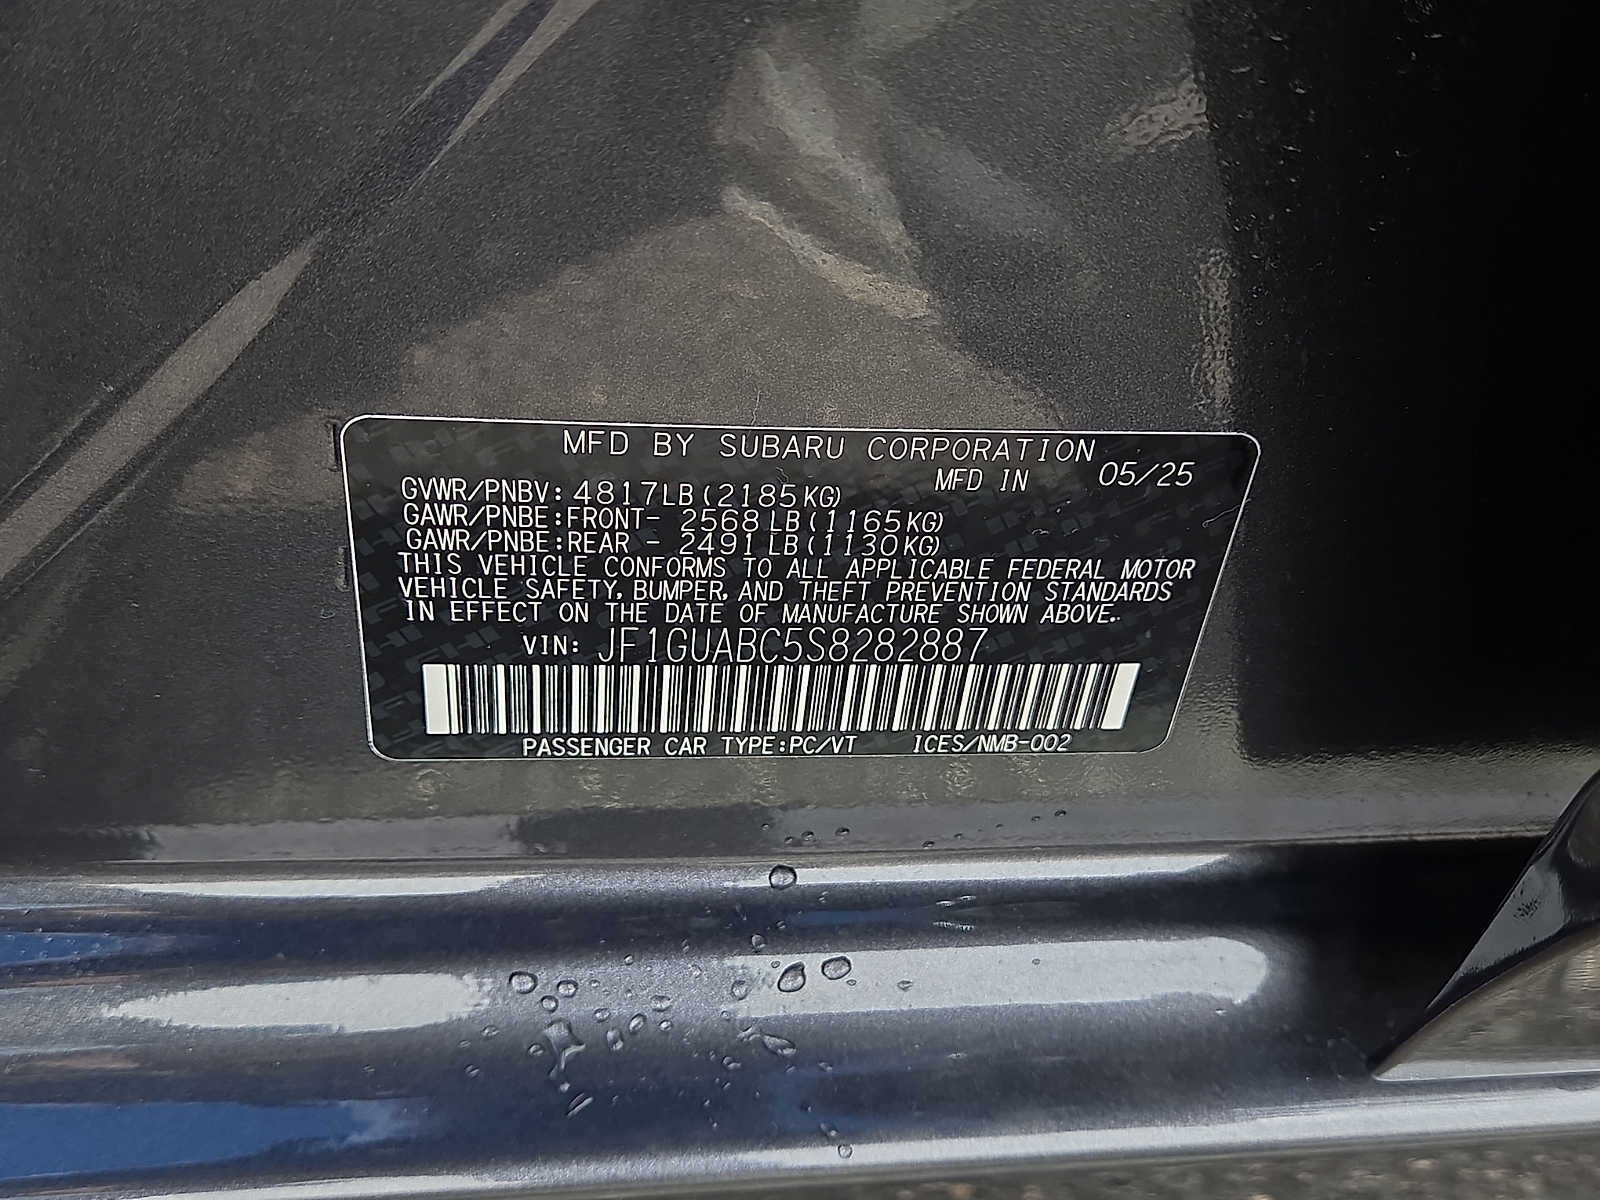 MFD BY SUBARU CORPORATION
MFD IN 05/25
GVWR/PNBV: 4817LB(2185KG)
GAWR/PNBE:FRONT- 2568LB(1165KG)
GAWR/PNBE:REAR - 2491LB(1130KG)
THIS VEHICLE CONFORMS TO ALL APPLICABLE FEDERAL MOTOR
VEHICLE SAFETY, BUMPER, AND THEFT PREVENTION STANDARDS
IN EFFECT ON THE DATE OF MANUFACTURE SHOWN ABOVE.
VIN: JF1GUABC5S8282887
PASSENGER CAR TYPE:PC/VT ICES/NMB-002